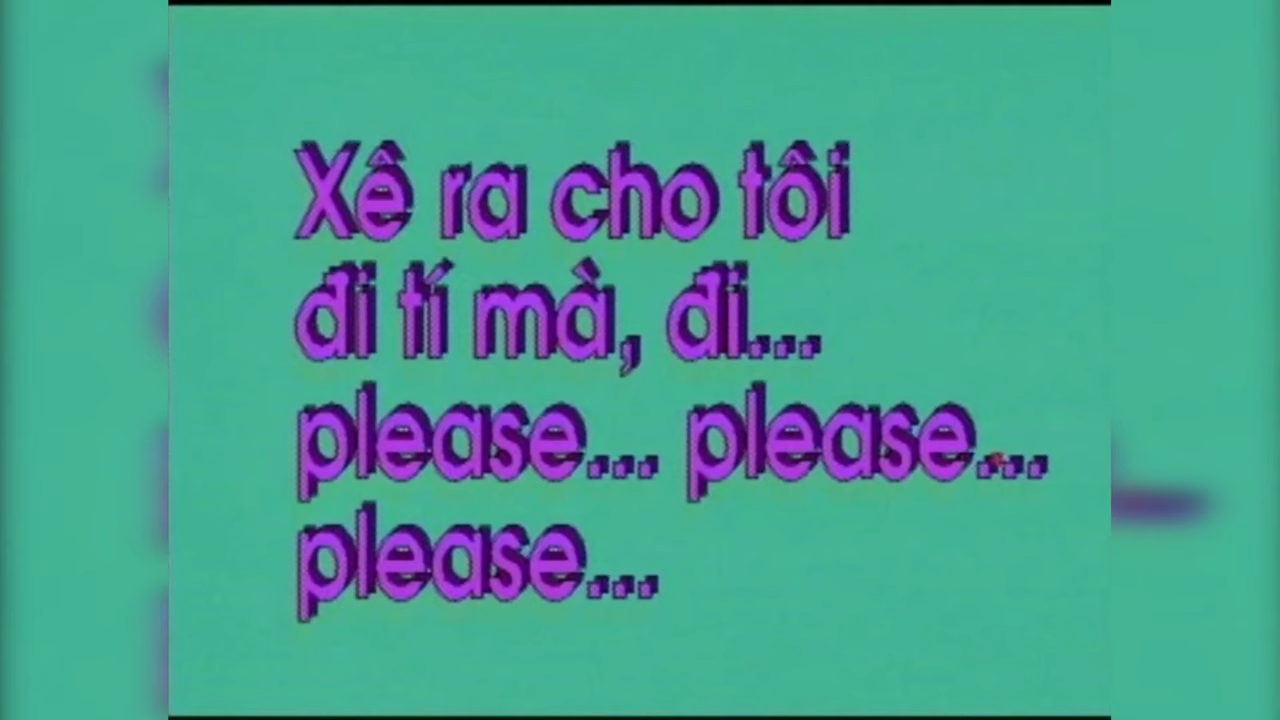 Xê ra cho tôi
đi tí mà, đi...
please... please...
please...